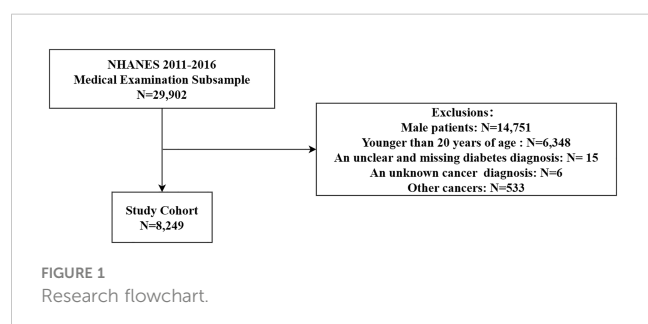 NHANES 2011-2016
Medical Examination Subsample
N=29,902
Exclusions:
Male patients: N=14,751
Younger than 20 years of age : N=6,348
An unclear and missing diabetes diagnosis: N= 15
An unknown cancer diagnosis: N=6
Other cancers: N=533
Study Cohort
N=8,249
FIGURE 1
Research flowchart.